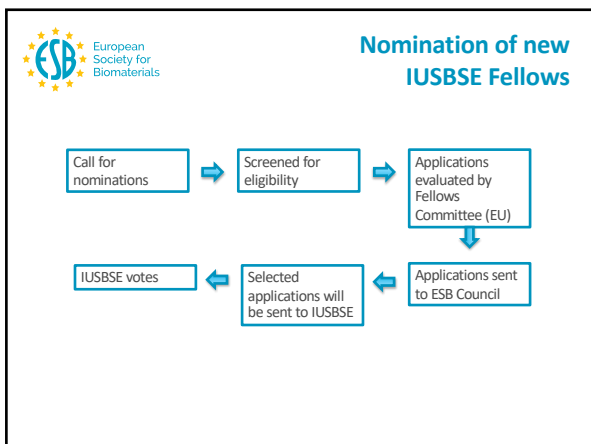 ESB
European
Society for
Biomaterials
Nomination of new
IUSBSE Fellows
Call for
nominations
Screened for
eligibility
Applications
evaluated by
Fellows
Committee (EU)
Applications sent
to ESB Council
Selected
applications will
be sent to IUSBSE
IUSBSE votes